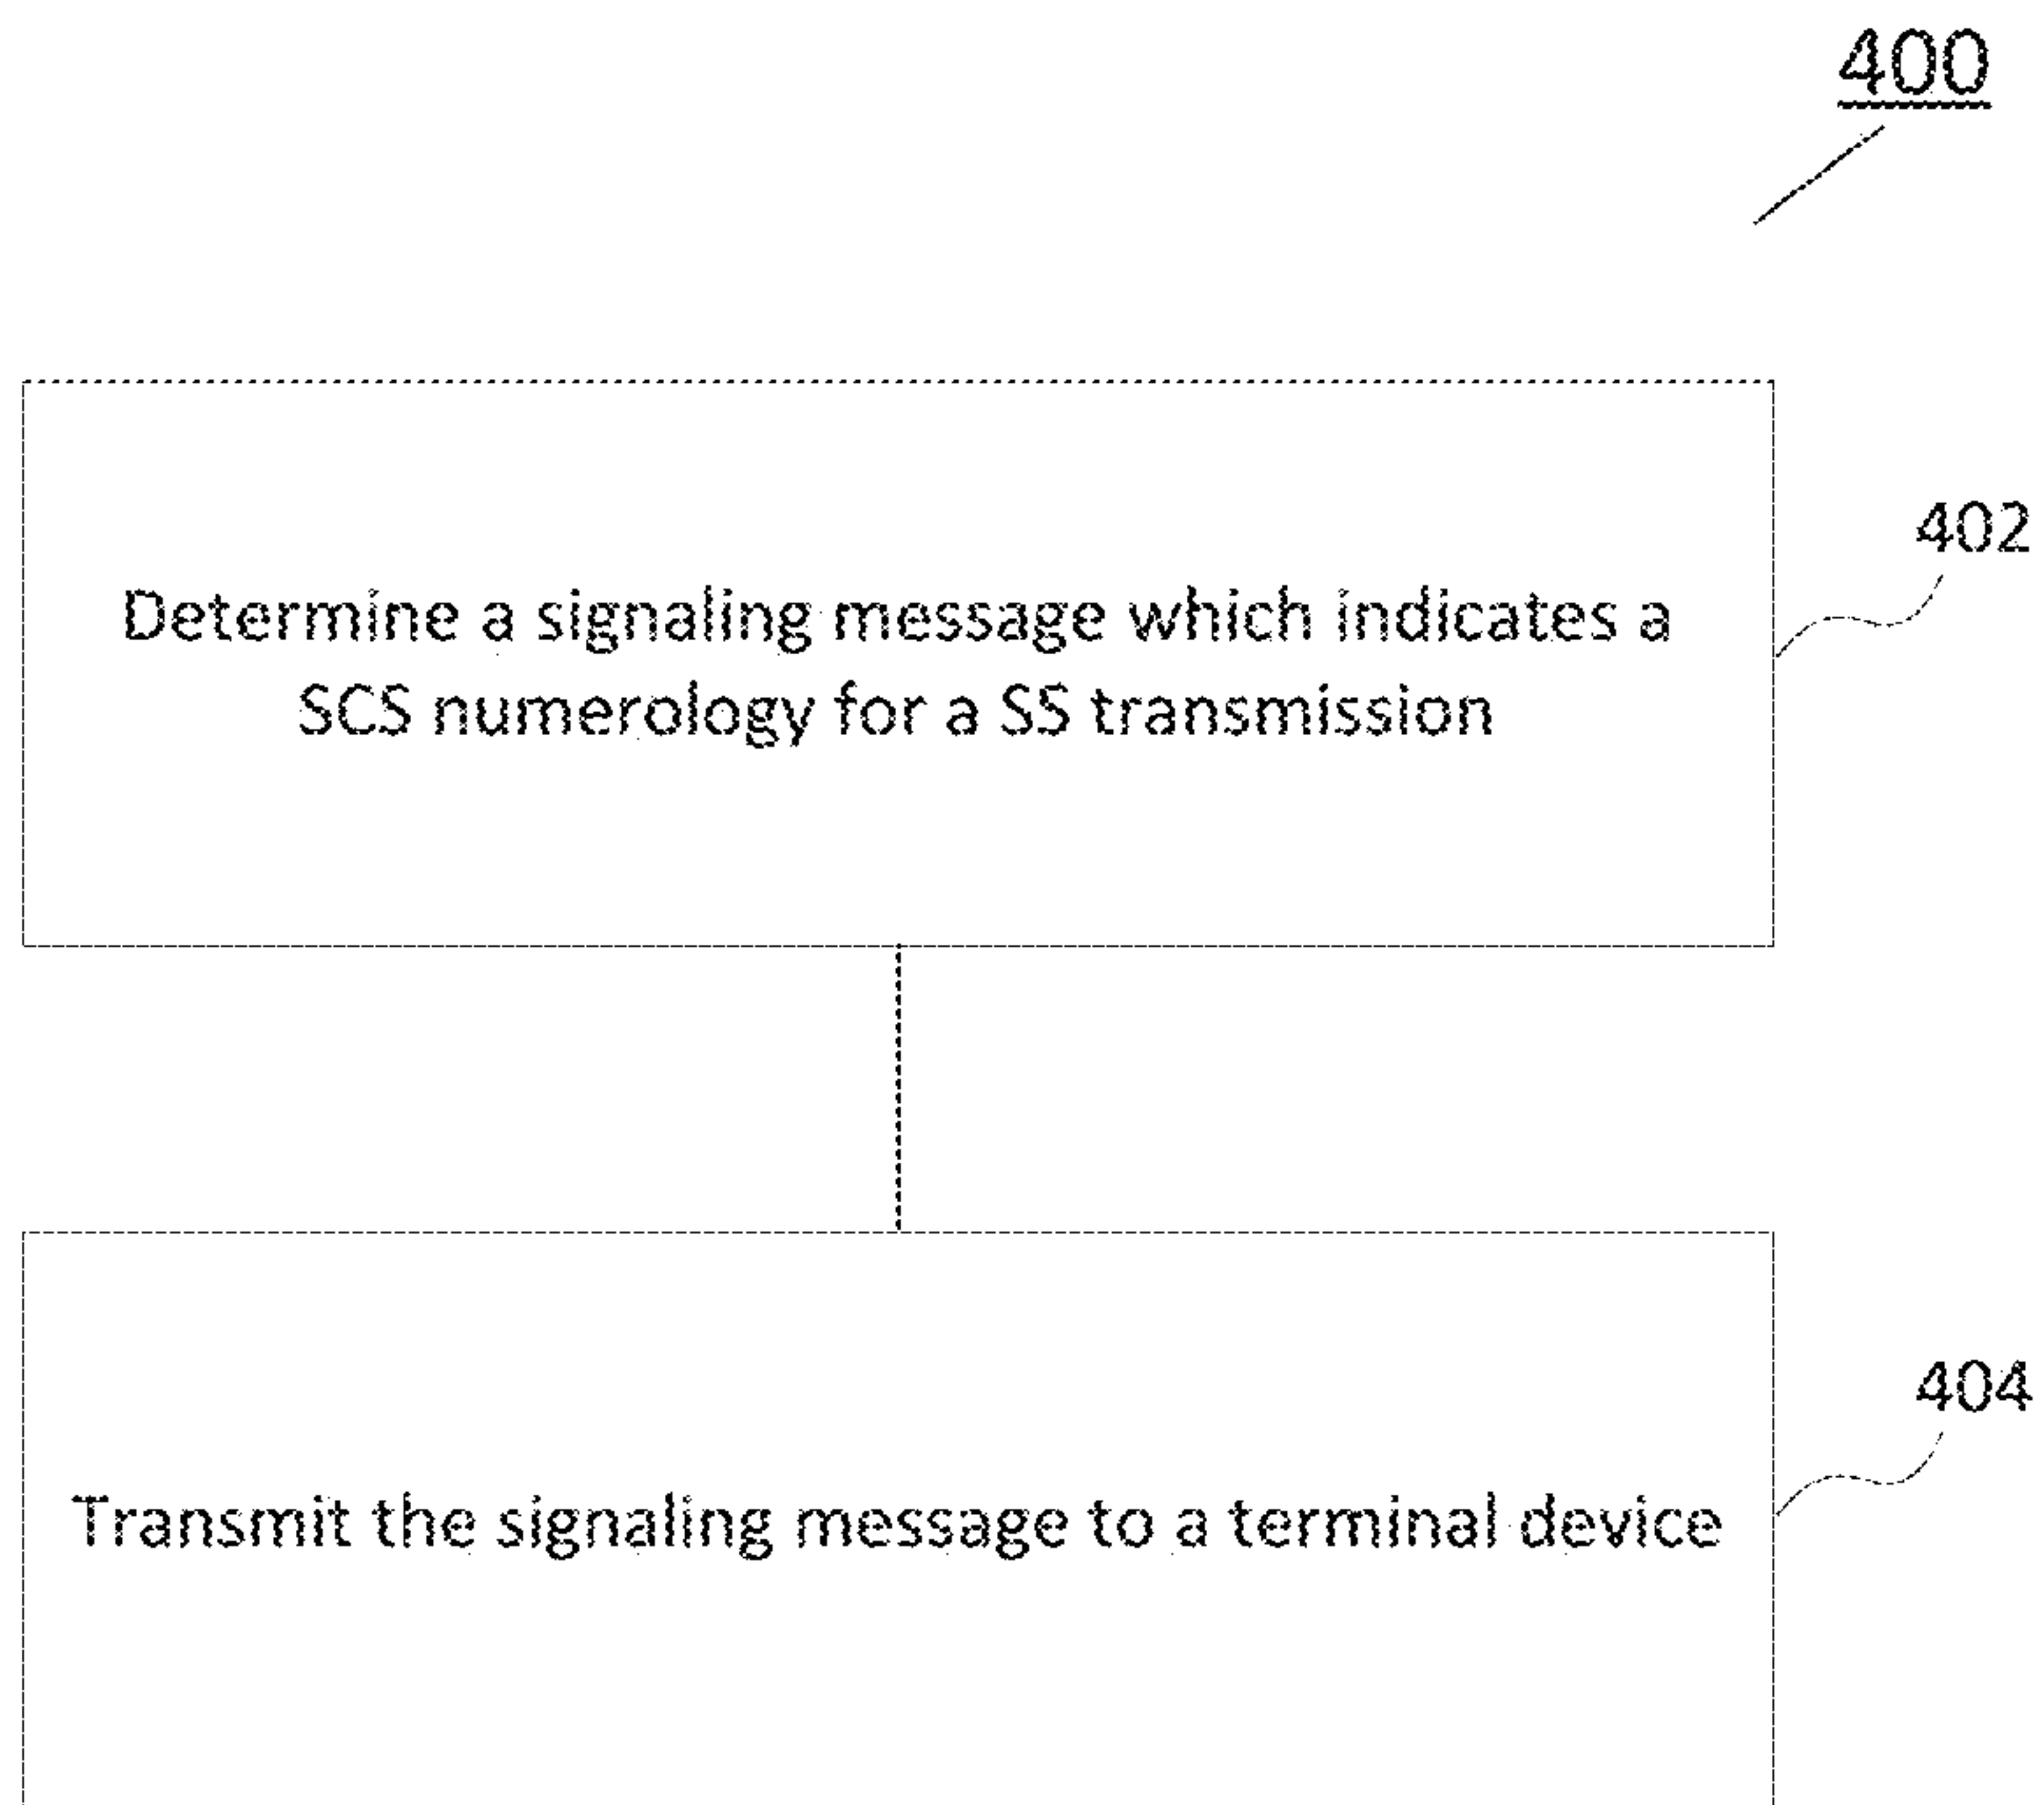 400
402
Determine a signaling message which indicates a
SCS numerology for a SS transmission
404
Transmit the signaling message to a terminal device